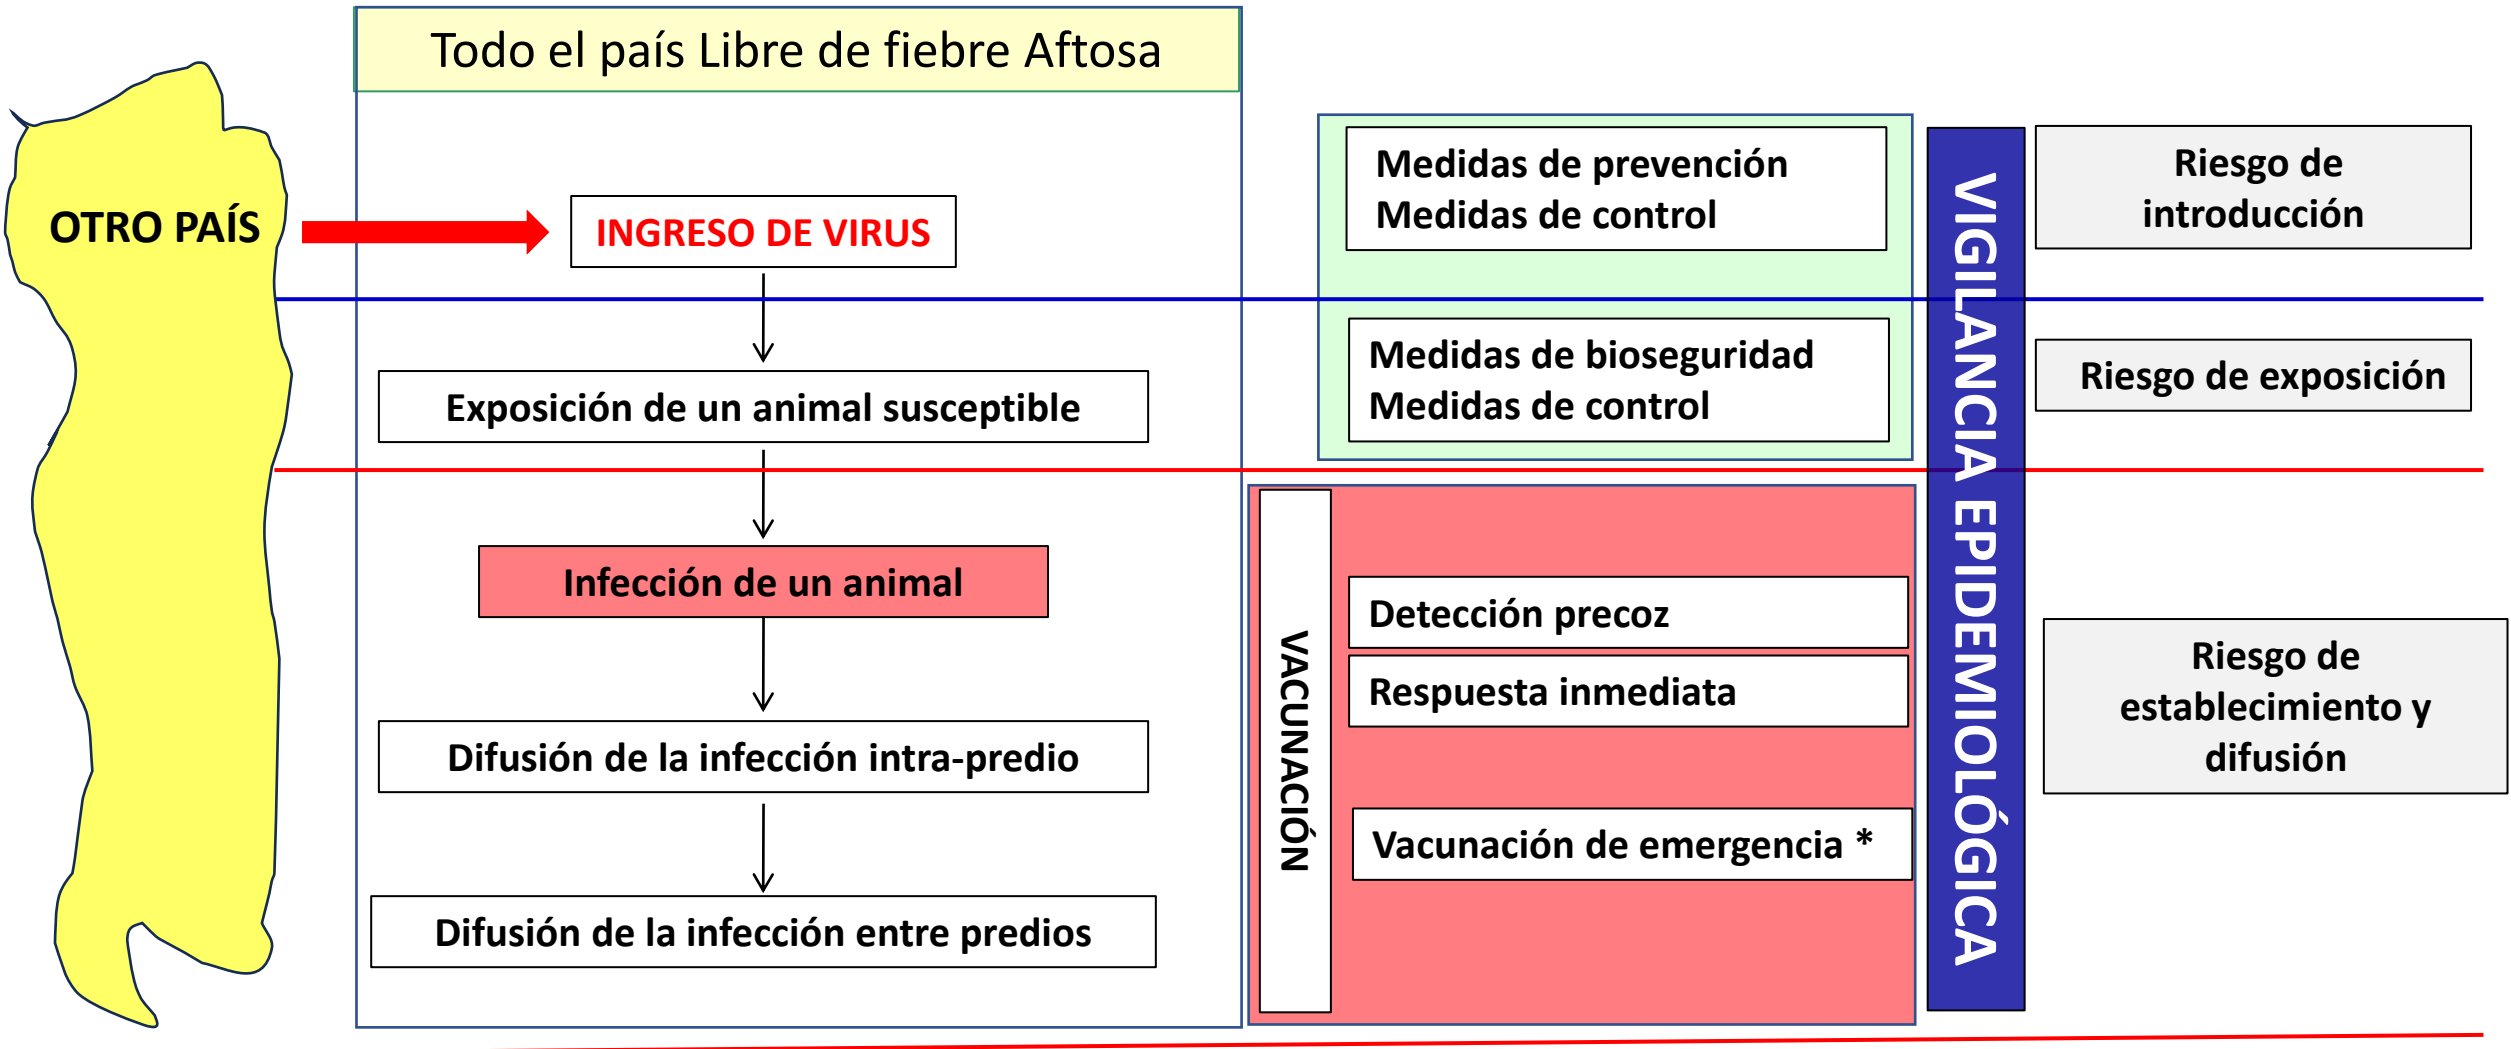 Todo el país Libre de fiebre Aftosa
OTRO PAÍS
INGRESO DE VIRUS
Exposición de un animal susceptible
Infección de un animal
Difusión de la infección intra-predio
Difusión de la infección entre predios
Medidas de prevención
Medidas de control
Medidas de bioseguridad
Medidas de control
VACUNACIÓN
Detección precoz
Respuesta inmediata
Vacunación de emergencia *
VIGILANCIA EPIDEMIOLÓGICA
Riesgo de
introducción
Riesgo de exposición
Riesgo de
establecimiento y
difusión